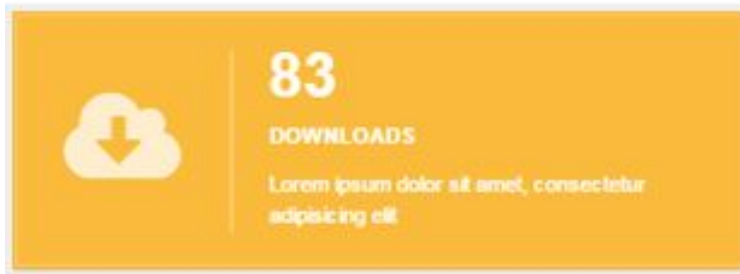 83
DOWNLOADS
Lorem ipsum dolor sit amet, consectetur
adipisicing elit